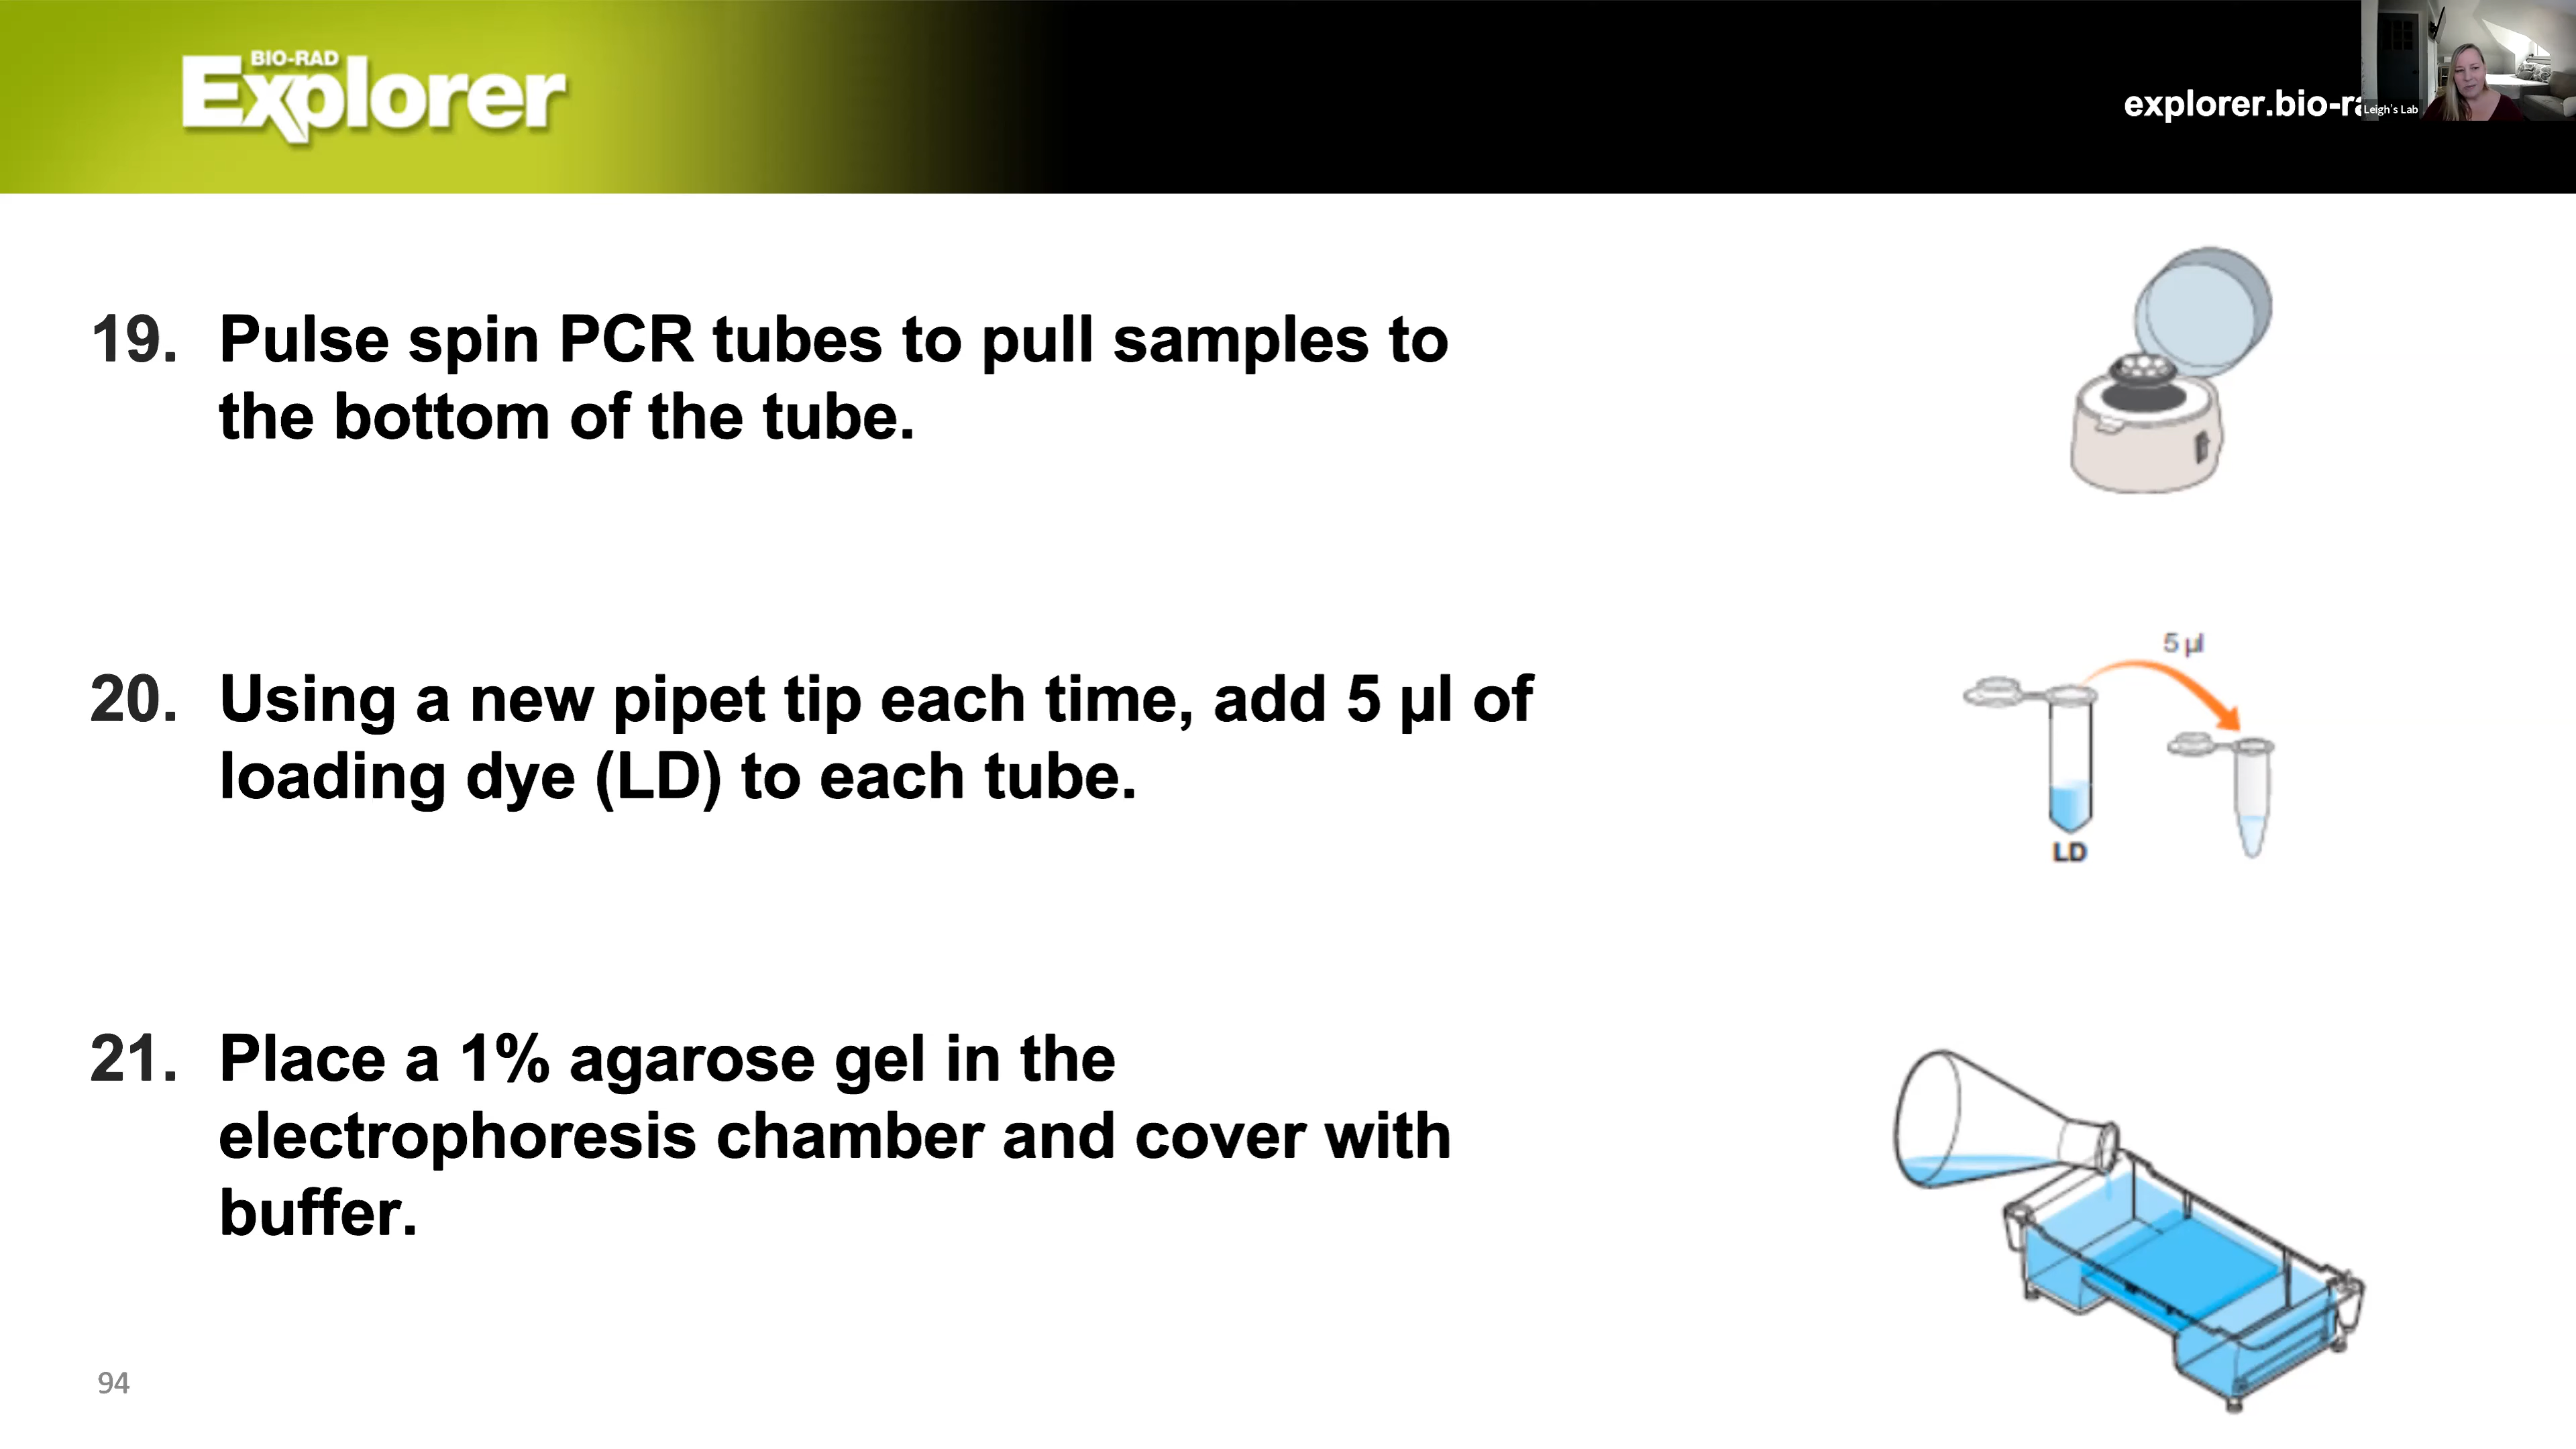 BIO-RAD
Explorer
explorer.bio-ra
Leigh's Lab
19. Pulse spin PCR tubes to pull samples to
the bottom of the tube.
5 µl
20. Using a new pipet tip each time, add 5 µl of
loading dye (LD) to each tube.
LD
21. Place a 1% agarose gel in the
electrophoresis chamber and cover with
buffer.
94